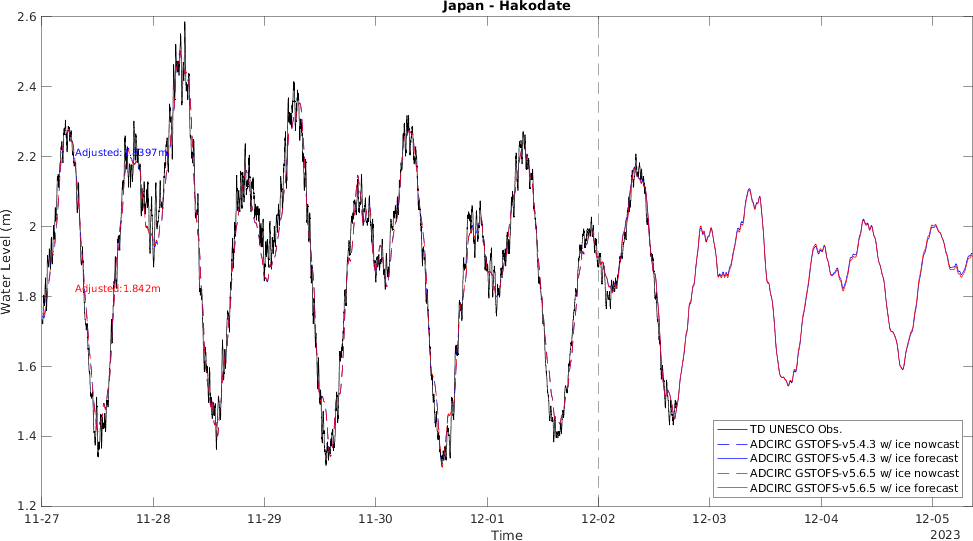 Japan - Hakodate
Water Level (m)
2.6
2.4
2.2
2
1.8
1.6
1.4
1.2
Adjusted:
Adjusted:1.842m
11-27
11-28
11-29
11-30
12-01
12-02
12-03
12-04
12-05
Time
2023
TD UNESCO Obs.
ADCIRC GSTOFS-v5.4.3 w/ ice nowcast
ADCIRC GSTOFS-v5.4.3 w/ ice forecast
ADCIRC GSTOFS-v5.6.5 w/ ice nowcast
ADCIRC GSTOFS-v5.6.5 w/ ice forecast